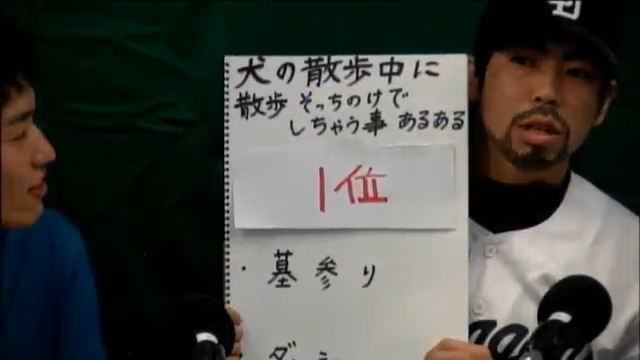 犬の散歩中に
散歩 そっちのけで
しちゃう事 あるある
1位
・墓参り